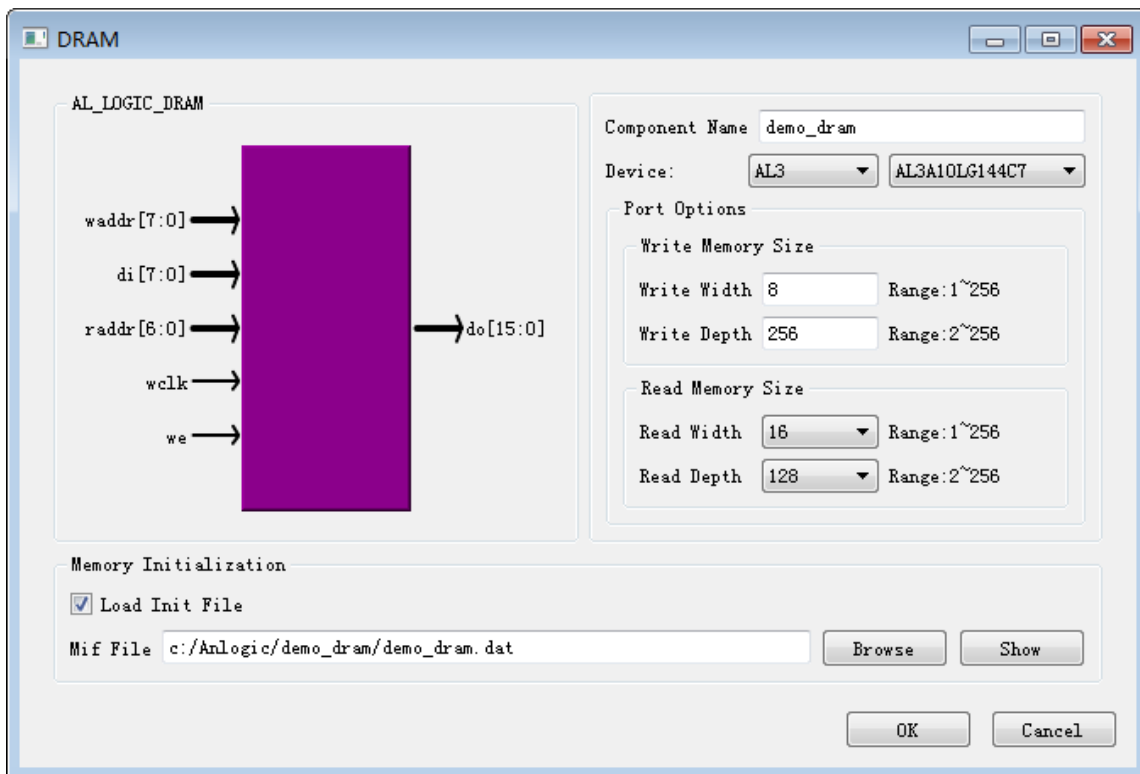 DRAM
AL_LOGIC_DRAM
waddr[7:0]
di[7:0]
raddr[6:0]
wclk
we
do[15:0]
Component Name demo_dram
Device: AL3 AL3A10LG144C7
Port Options
Write Memory Size
Write Width 8 Range:1~256
Write Depth 256 Range:2~256
Read Memory Size
Read Width 16 Range:1~256
Read Depth 128 Range:2~256
Memory Initialization
Load Init File
Mif File c:/Anlogic/demo_dram/demo_dram.dat Browse Show
OK Cancel